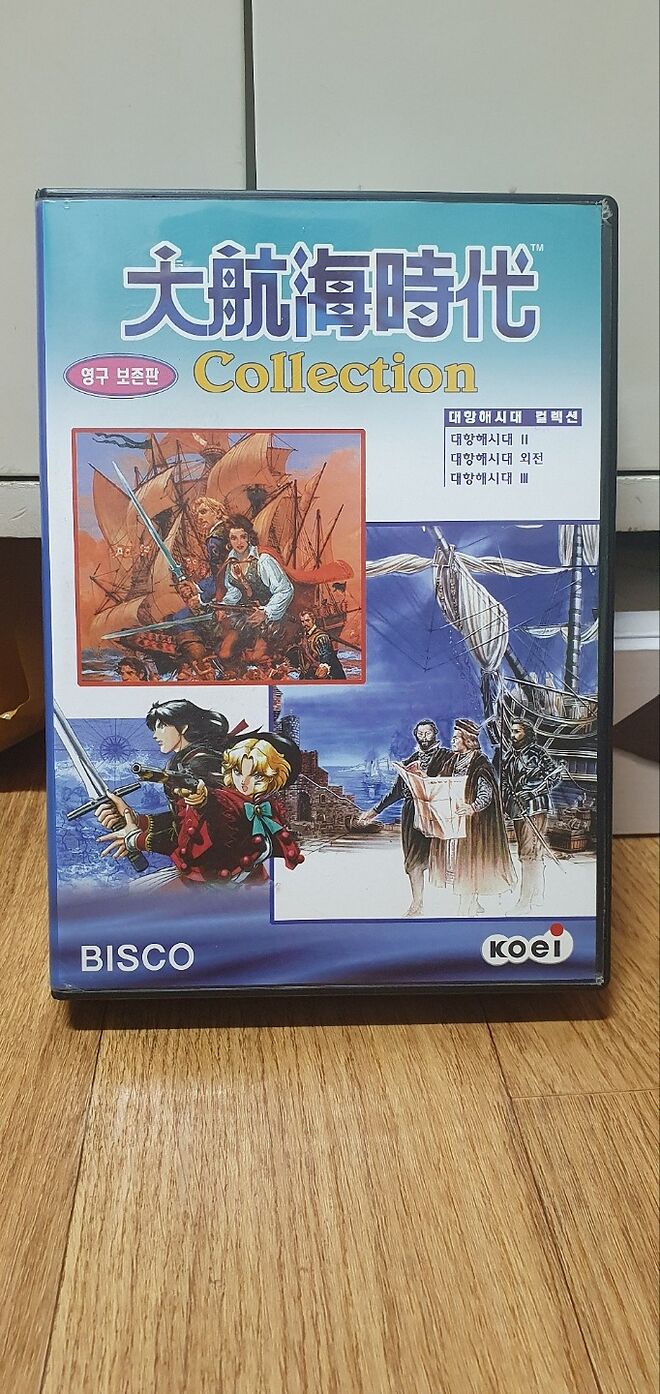 大航海時代™
Collection
영구 보존판
대항해시대 컬렉션
대항해시대 II
대항해시대 외전
대항해시대 III
BISCO
KOEI